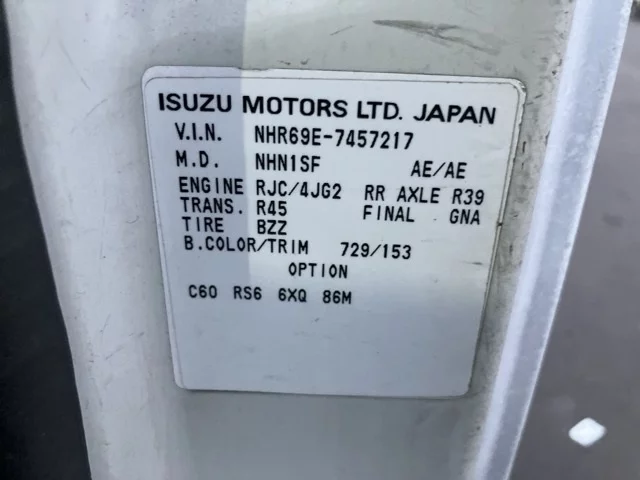 ISUZU MOTORS LTD. JAPAN
V.I.N. NHR69E-7457217
M.D. NHN1SF AE/AE
ENGINE RJC/4JG2 RR AXLE R39
TRANS. R45 FINAL GNA
TIRE BZZ
B.COLOR/TRIM 729/153
OPTION
C60 RS6 6XQ 86M